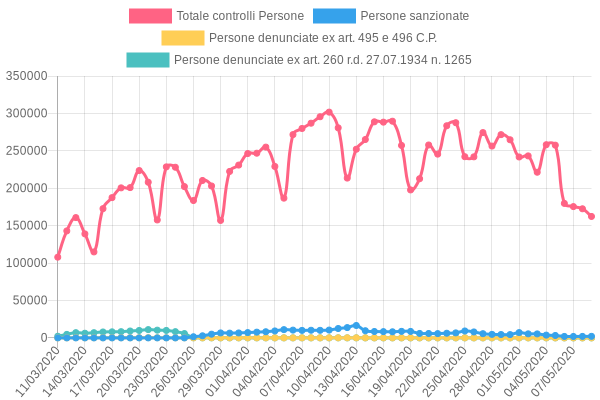 Totale controlli Persone Persone sanzionate
Persone denunciate ex art. 495 e 496 C.P.
Persone denunciate ex art. 260 r.d. 27.07.1934 n. 1265
350000
300000
250000
200000
150000
100000
50000
0
11/03/2020 14/03/2020 17/03/2020 20/03/2020 23/03/2020 26/03/2020 29/03/2020 01/04/2020 04/04/2020 07/04/2020 10/04/2020 13/04/2020 16/04/2020 19/04/2020 22/04/2020 25/04/2020 28/04/2020 01/05/2020 04/05/2020 07/05/2020